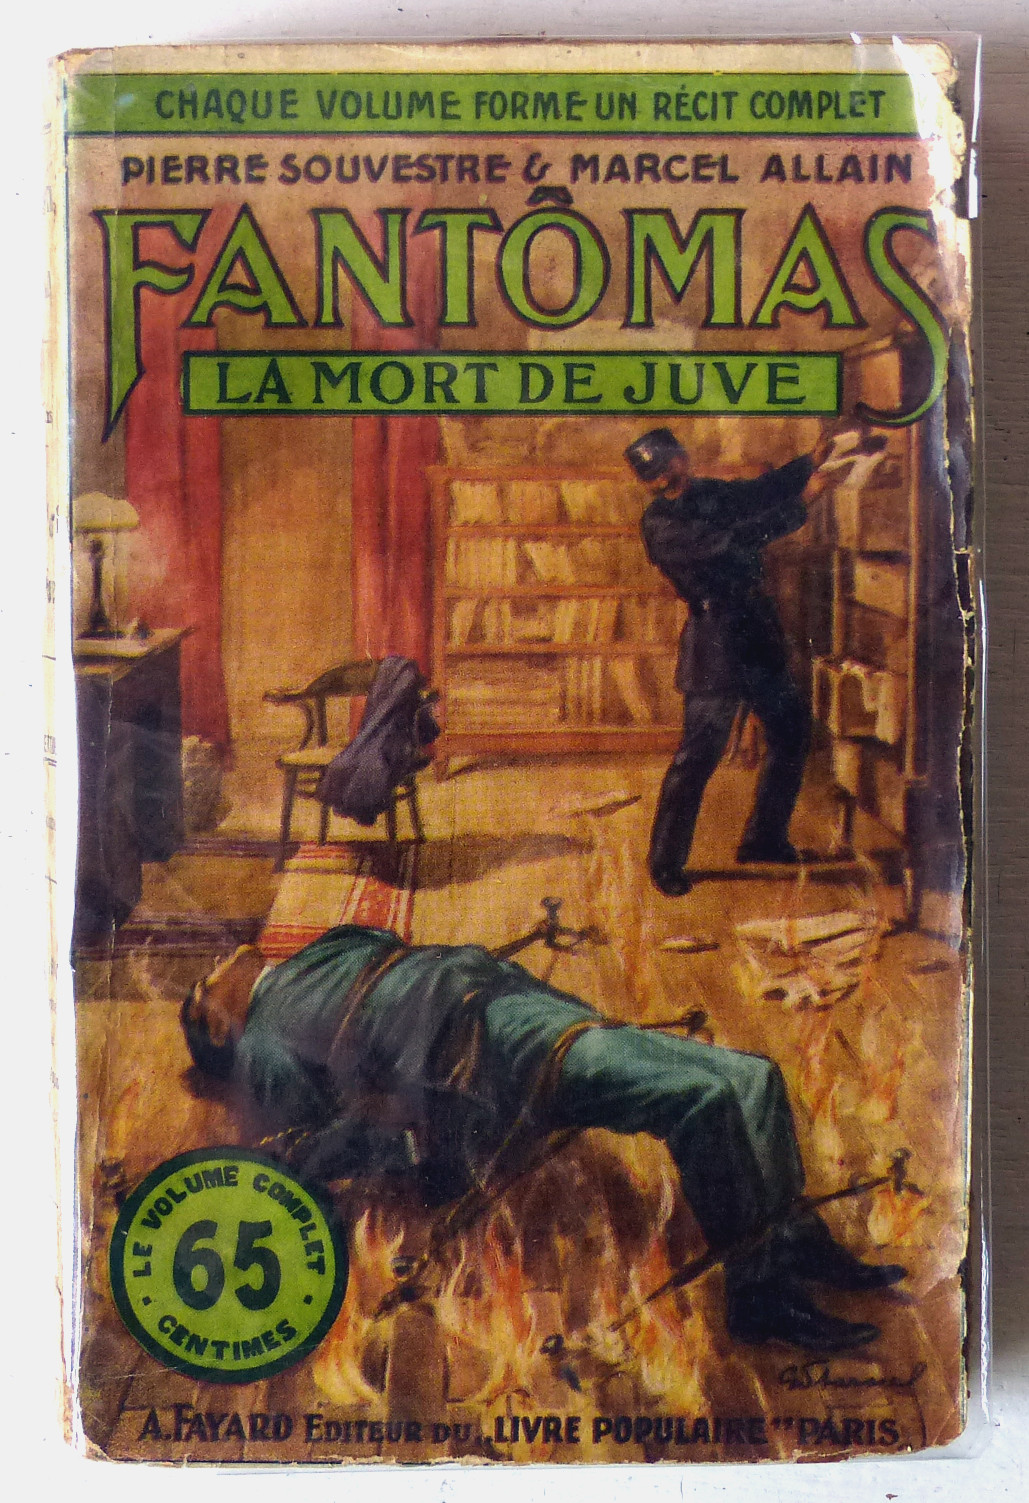 CHAQUE VOLUME FORME UN RÉCIT COMPLET
PIERRE SOUVESTRE & MARCEL ALLAIN
FANTÔMAS
LA MORT DE JUVE
LE VOLUME COMPLET
65
CENTIMES
A. FAYARD ÉDITEUR DU „LIVRE POPULAIRE" PARIS